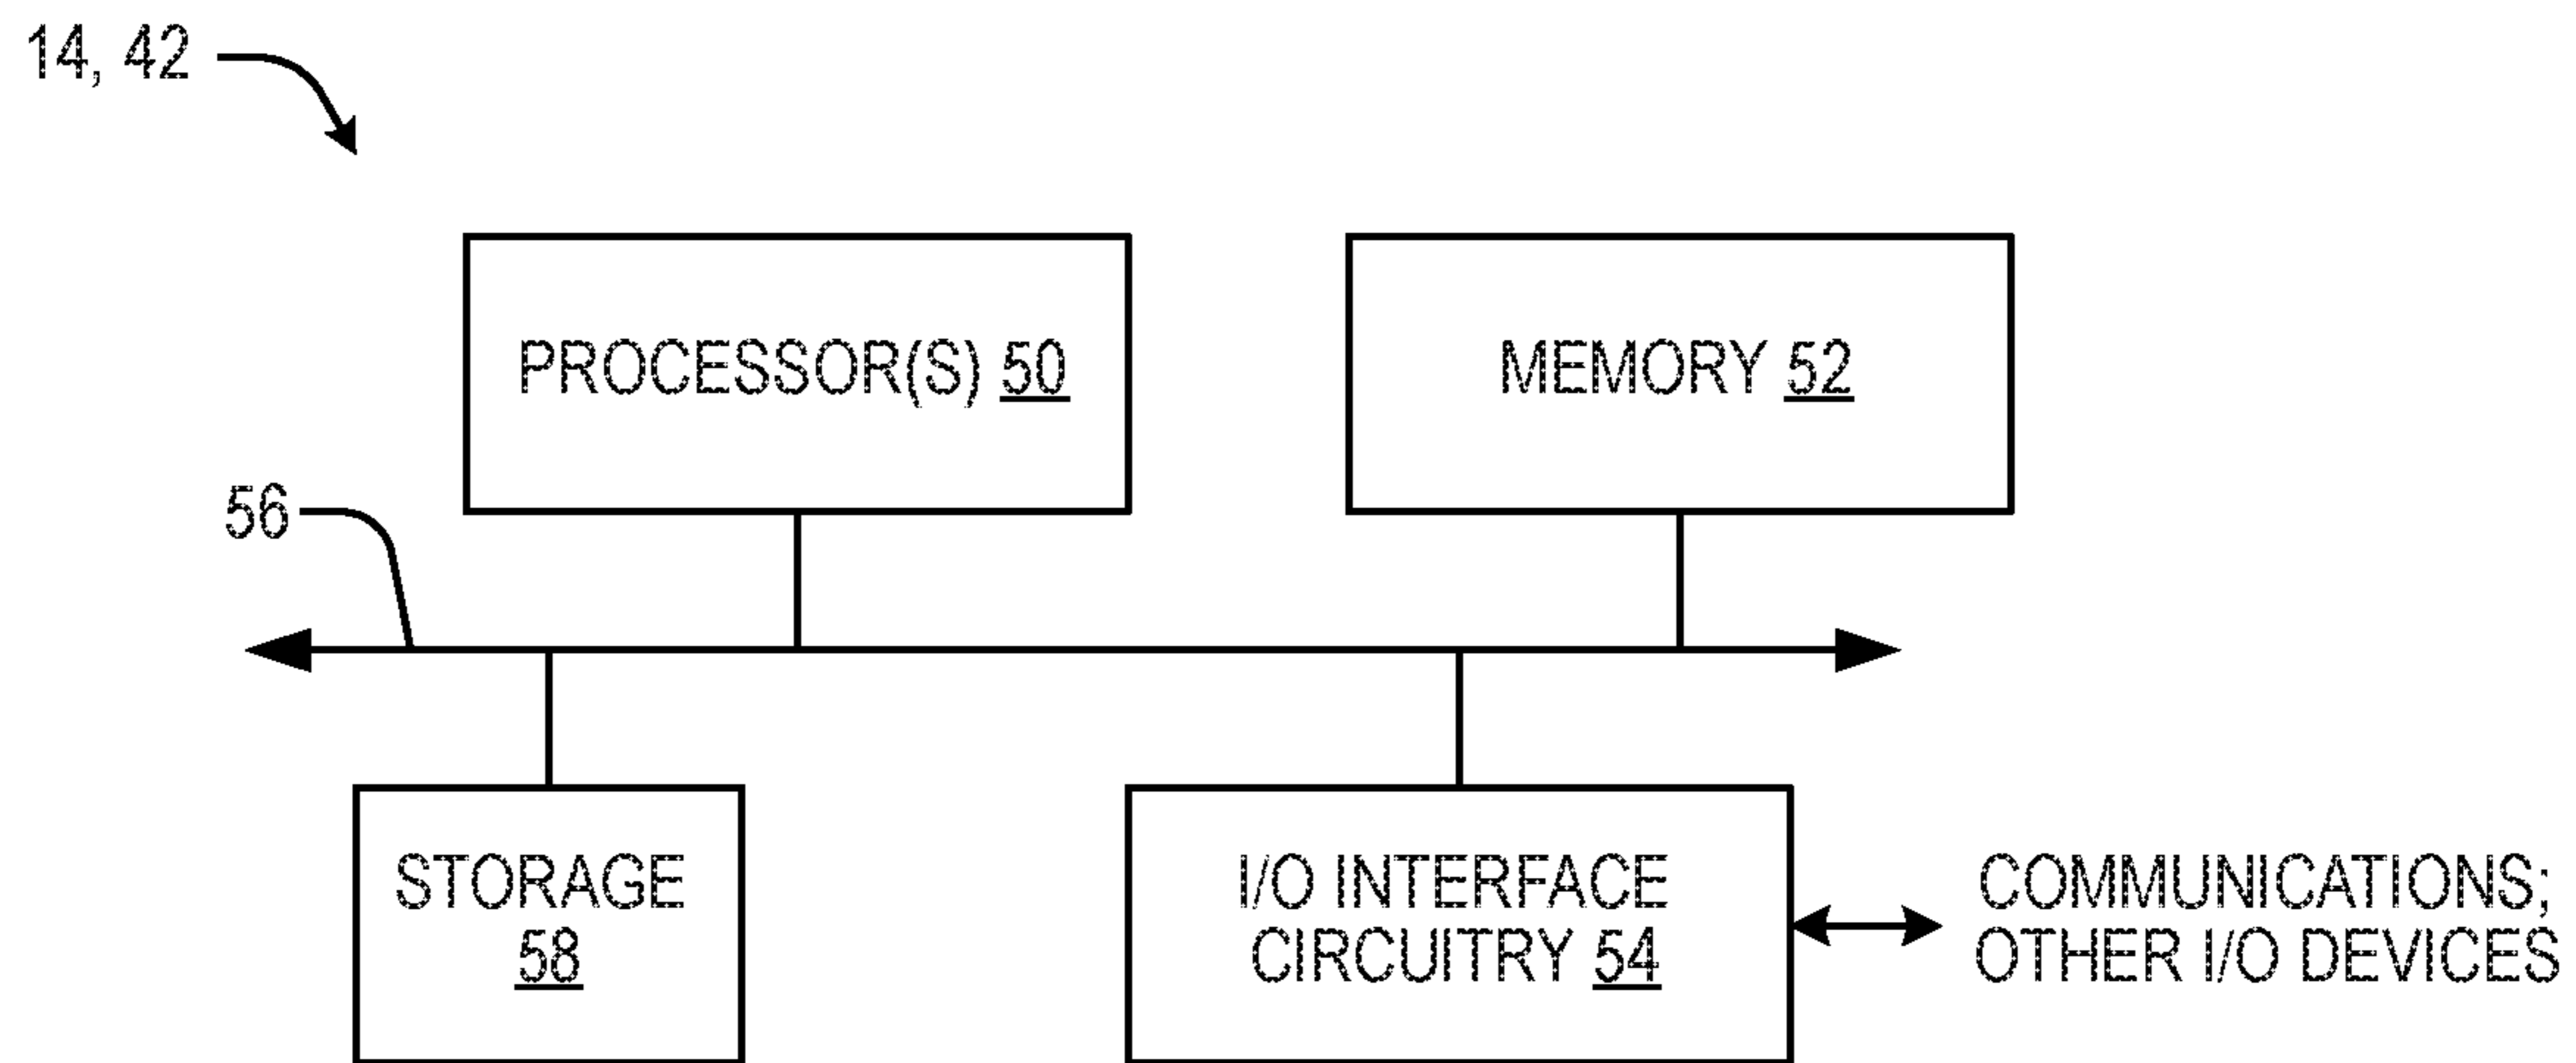 14, 42
PROCESSOR(S) 50
MEMORY 52
56
STORAGE
58
I/O INTERFACE
CIRCUITRY 54
COMMUNICATIONS;
OTHER I/O DEVICES